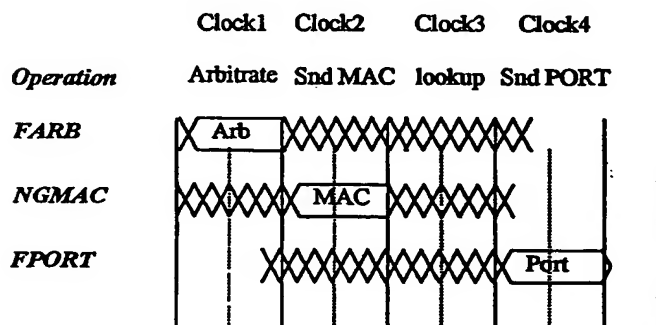 Clock1 Clock2 Clock3 Clock4
Operation Arbitrate Snd MAC lookup Snd PORT
FARB Arb
NGMAC MAC
FPORT Port